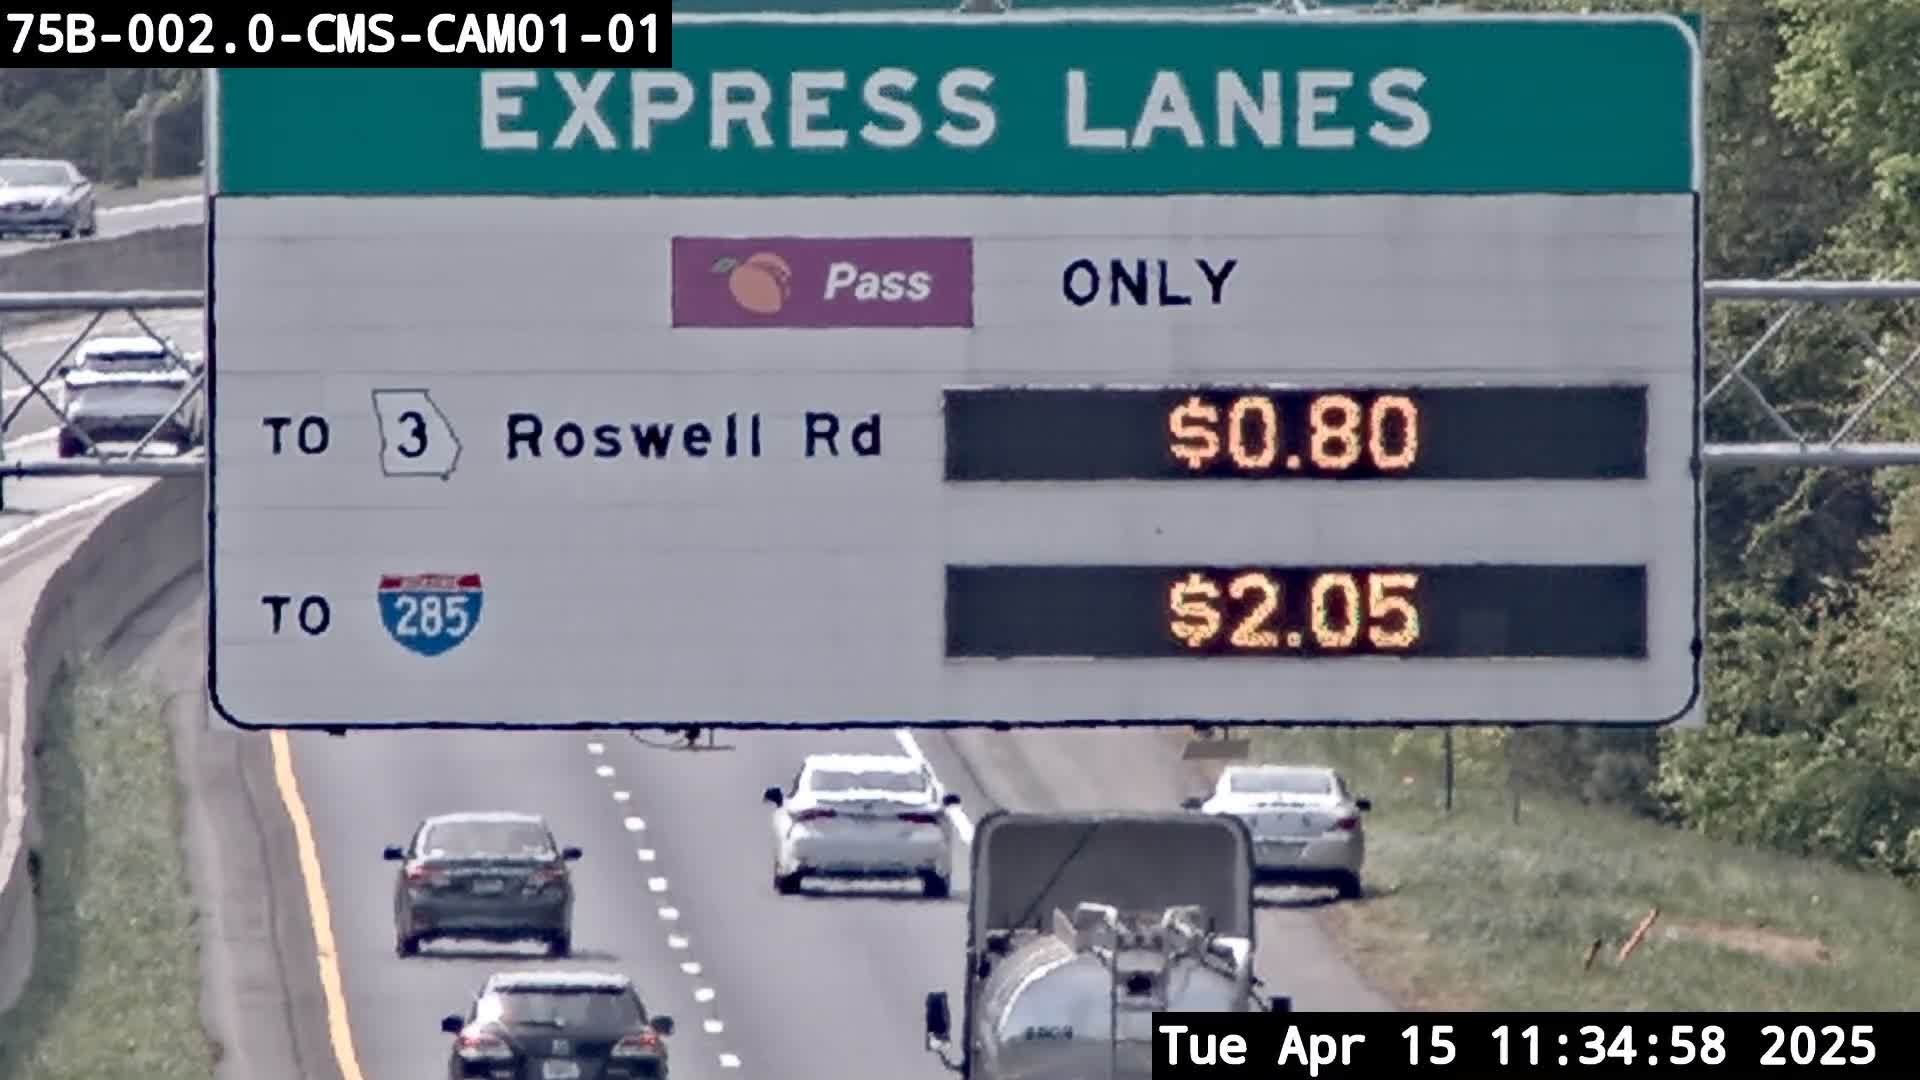 75B-002.0-CMS-CAM01-01
EXPRESS LANES
Pass ONLY
TO 3 Roswell Rd $0.80
TO 285 $2.05
Tue Apr 15 11:34:58 2025